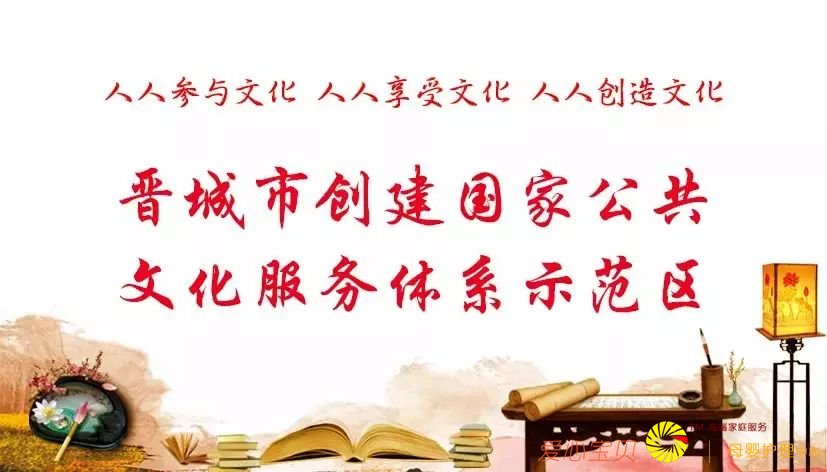 人人参与文化 人人享受文化 人人创造文化
晋城市创建国家公共
文化服务体系示范区
爱心宝贝
家庭服务
母婴护理